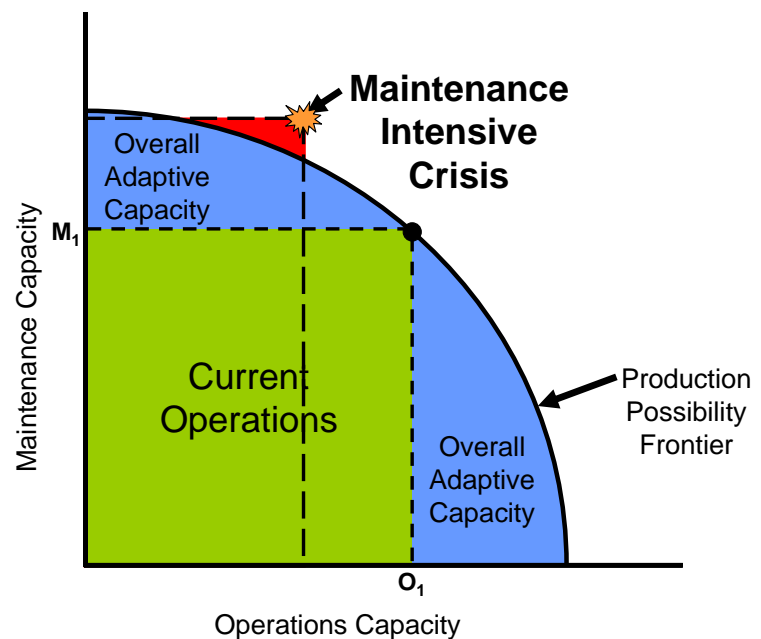 Maintenance
Intensive
Crisis
Overall
Adaptive
Capacity
M1
Maintenance Capacity
Current
Operations
Production
Possibility
Frontier
Overall
Adaptive
Capacity
O1
Operations Capacity